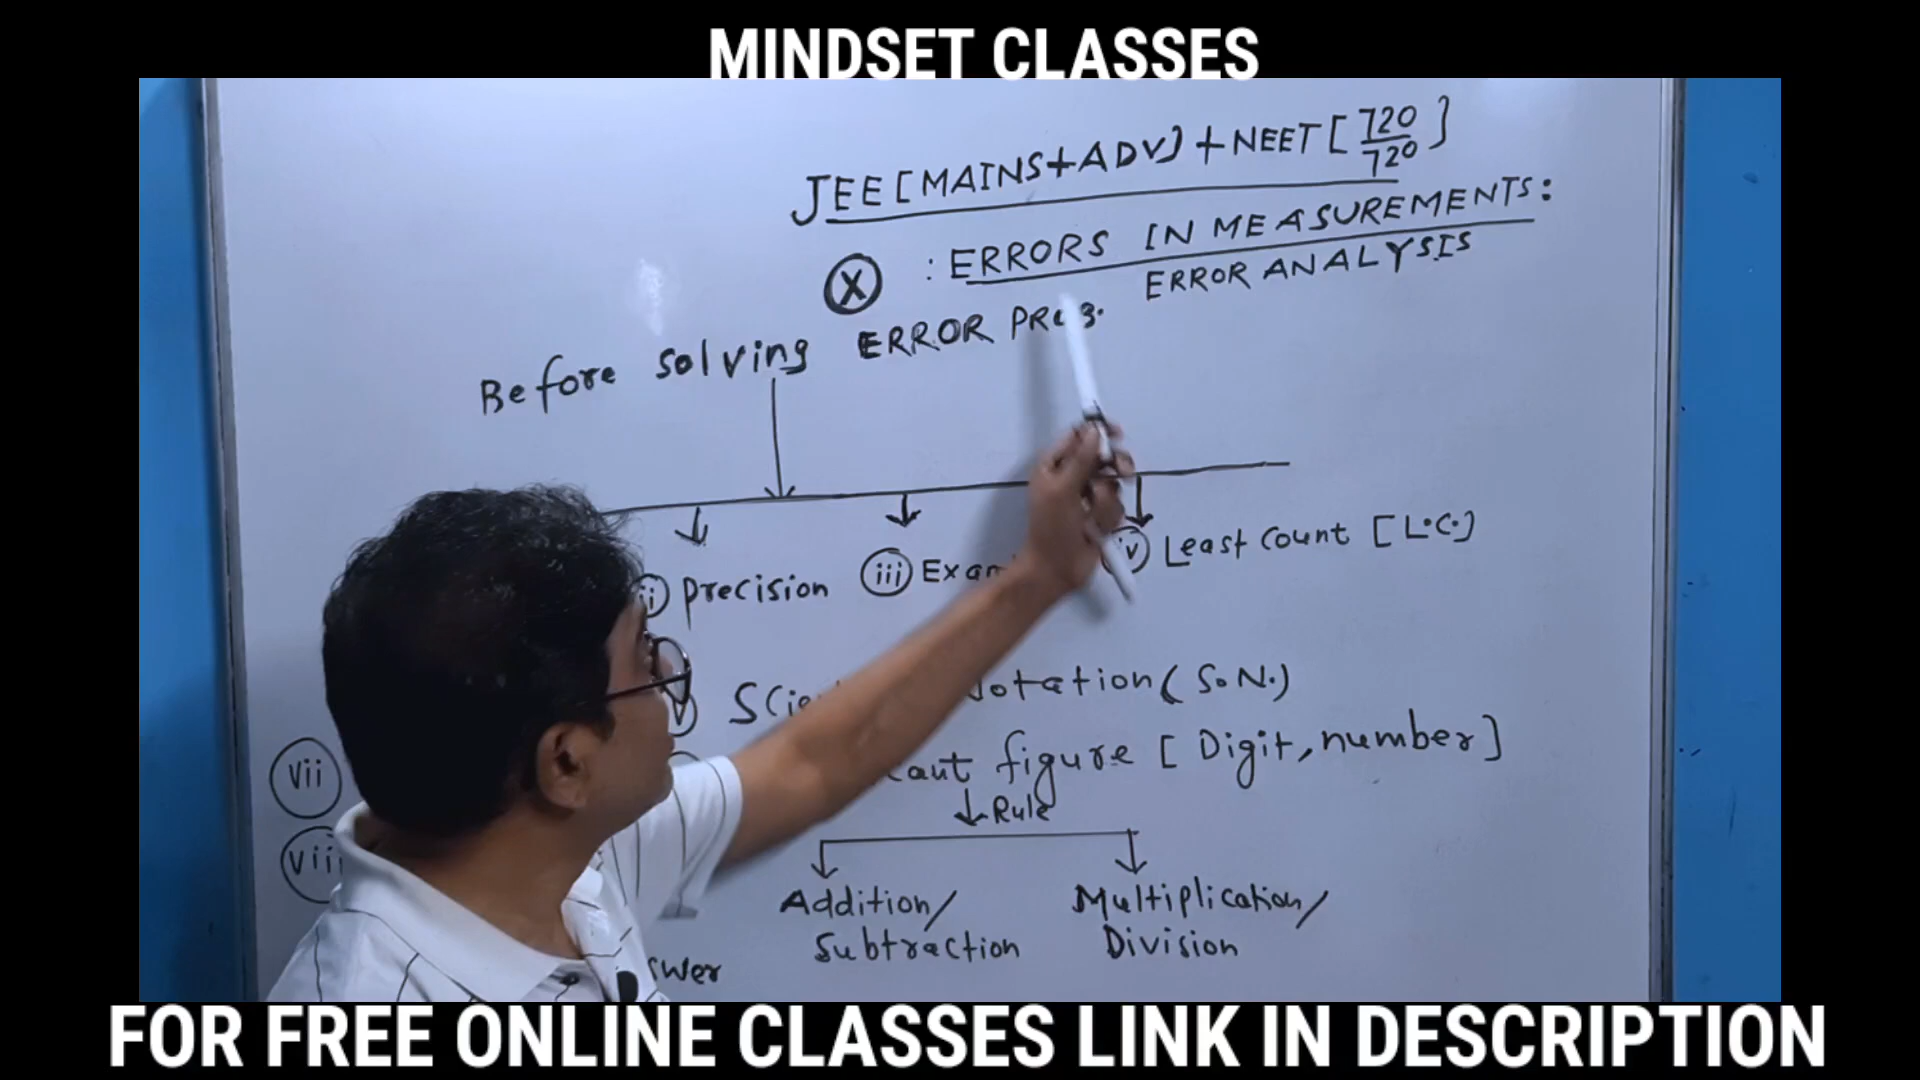 MINDSET CLASSES
JEE [MAINS+ADV] + NEET [720/720]
X : ERRORS IN MEASUREMENTS:
ERROR ANALYSIS
Before solving ERROR PROB.
ii Precision iii iv Least Count [L.C.]
v Notation (S.N.)
vii figure [Digit, number]
↓ Rule
viii
Addition/ Multiplication/
Subtraction Division
FOR FREE ONLINE CLASSES LINK IN DESCRIPTION